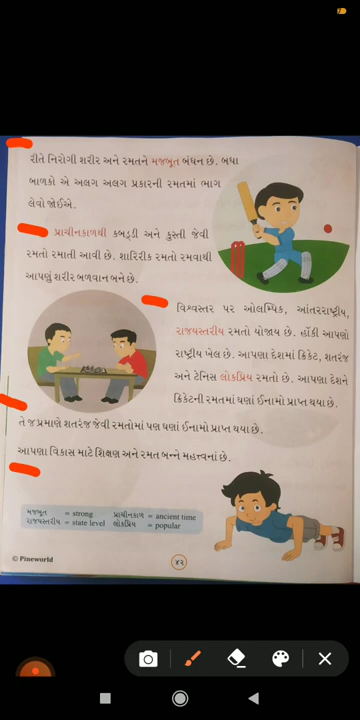 રીતે નિરોગી શરીર અને રમતને મજબૂત બંધન છે. બધા
બાળકો એ અલગ અલગ પ્રકારની રમતમાં ભાગ
લેવો જોઈએ.
પ્રાચીનકાળથી કબડ્ડી અને કુસ્તી જેવી
રમતો રમાતી આવી છે. શારિરીક રમતો રમવાથી
આપણું શરીર બળવાન બને છે.
વિશ્વસ્તર પર ઓલમ્પિક, આંતરરાષ્ટ્રીય,
રાજ્યસ્તરીય રમતો યોજાય છે. હૉકી આપણો
રાષ્ટ્રીય ખેલ છે. આપણા દેશમાં ક્રિકેટ, શતરંજ
અને ટેનિસ લોકપ્રિય રમતો છે. આપણા દેશને
ક્રિકેટની રમતમાં ઘણાં ઈનામો પ્રાપ્ત થયા છે.
તે જ પ્રમાણે શતરંજ જેવી રમતોમાં પણ ઘણાં ઈનામો પ્રાપ્ત થયા છે.
આપણા વિકાસ માટે શિક્ષણ અને રમત બન્ને મહત્ત્વનાં છે.
મજબૂત = strong પ્રાચીનકાળ = ancient time
રાજ્યસ્તરીય = state level લોકપ્રિય = popular
© Pineworld
૪૨